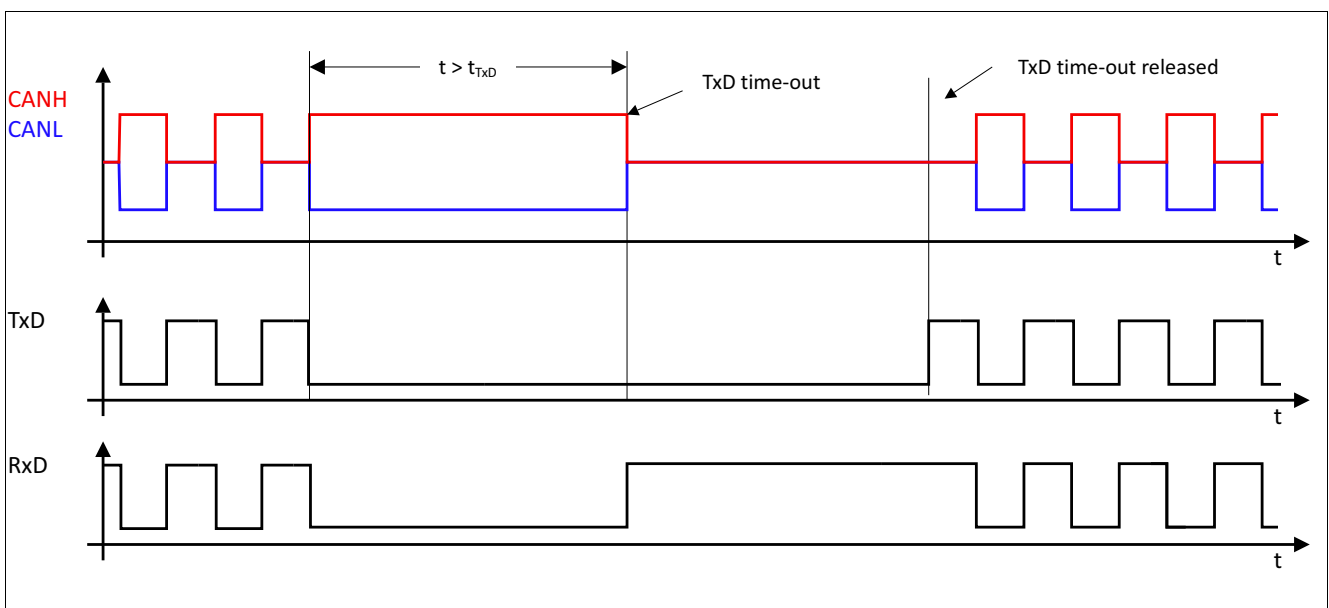 t > tTxD
TxD time-out
TxD time-out released
CANH
CANL
t
TxD
t
RxD
t